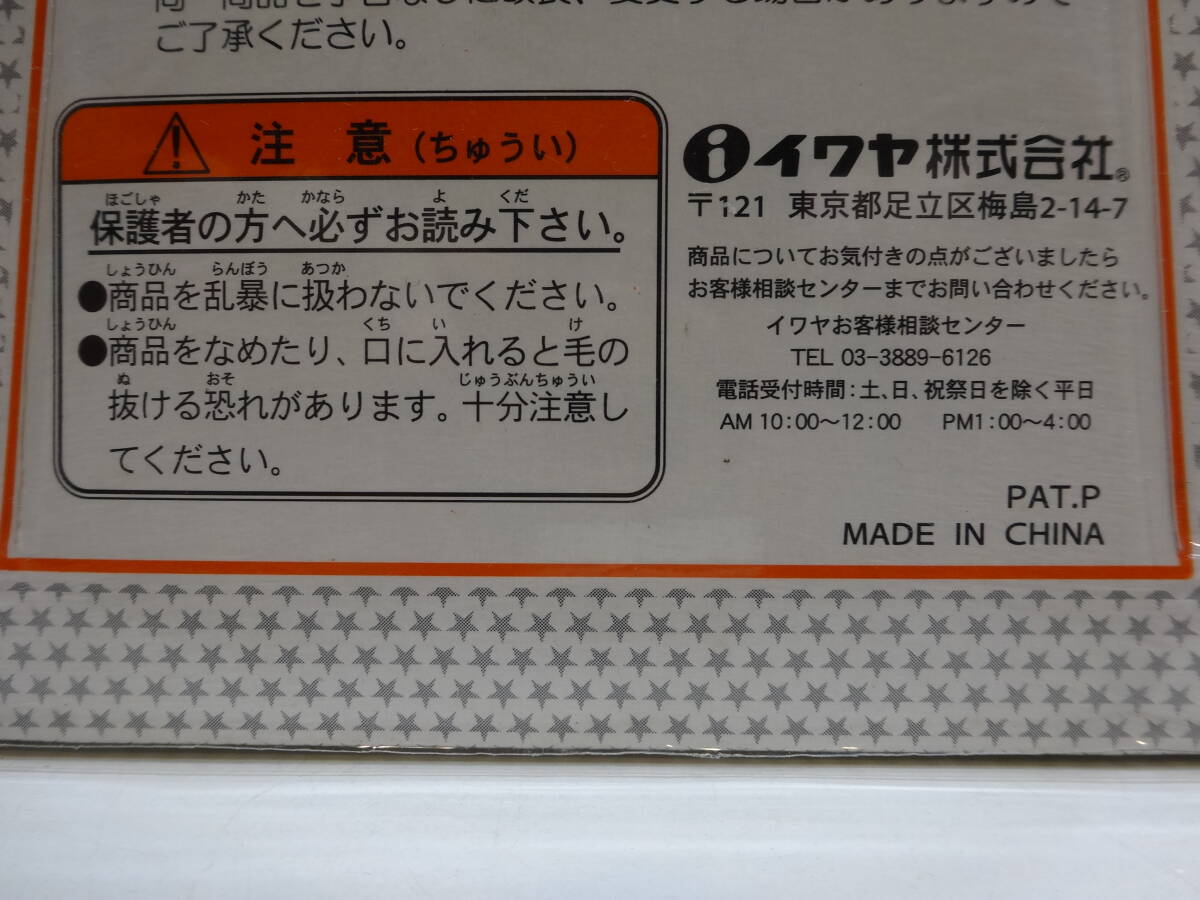 ご了承ください。
注 意 (ちゅうい)
ほごしゃ かた かなら よ くだ
保護者の方へ必ずお読み下さい。
しょうひん らんぼう あつか
●商品を乱暴に扱わないでください。
しょうひん くち い け
●商品をなめたり、口に入れると毛の
ぬ おそ じゅうぶんちゅうい
抜ける恐れがあります。十分注意し
てください。
イワヤ株式会社®
〒121 東京都足立区梅島2-14-7
商品についてお気付きの点がございましたら
お客様相談センターまでお問い合わせください。
イワヤお客様相談センター
TEL 03-3889-6126
電話受付時間:土、日、祝祭日を除く平日
AM 10:00〜12:00 PM1:00〜4:00
PAT.P
MADE IN CHINA